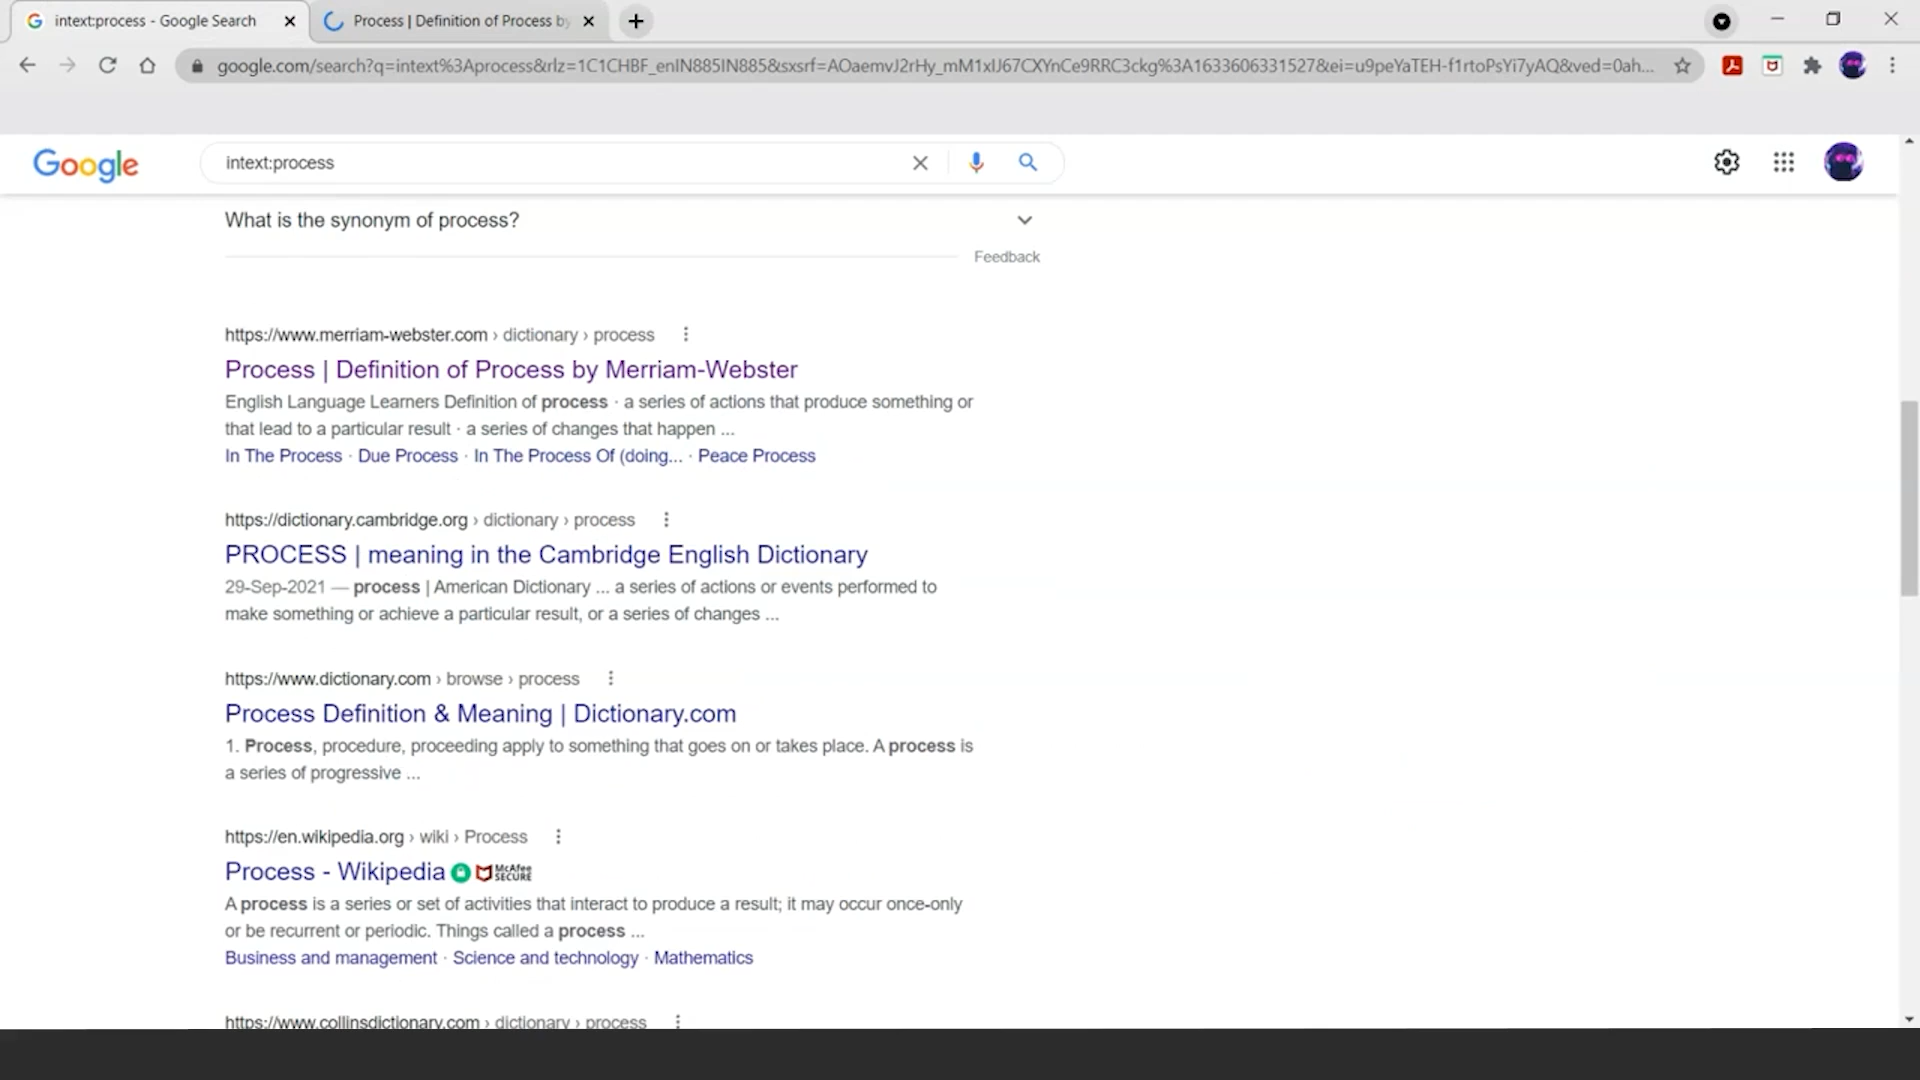 intext:process - Google Search
Process | Definition of Process by
google.com/search?q=intext%3Aprocess&rlz=1C1CHBF_enIN885IN885&sxsrf=AOaemvJ2rHy_mM1xIJ67CXYnCe9RRC3ckg%3A1633606331527&ei=u9peYaTEH-f1rtoPsYi7yAQ&ved=0ah...
Google
intext:process
What is the synonym of process?
Feedback
https://www.merriam-webster.com › dictionary › process
Process | Definition of Process by Merriam-Webster
English Language Learners Definition of process · a series of actions that produce something or
that lead to a particular result · a series of changes that happen ...
In The Process · Due Process · In The Process Of (doing... · Peace Process
https://dictionary.cambridge.org › dictionary › process
PROCESS | meaning in the Cambridge English Dictionary
29-Sep-2021 — process | American Dictionary ... a series of actions or events performed to
make something or achieve a particular result, or a series of changes ...
https://www.dictionary.com › browse › process
Process Definition & Meaning | Dictionary.com
1. Process, procedure, proceeding apply to something that goes on or takes place. A process is
a series of progressive ...
https://en.wikipedia.org › wiki › Process
Process - Wikipedia McAfee SECURE
A process is a series or set of activities that interact to produce a result; it may occur once-only
or be recurrent or periodic. Things called a process ...
Business and management · Science and technology · Mathematics
https://www.collinsdictionary.com › dictionary › process